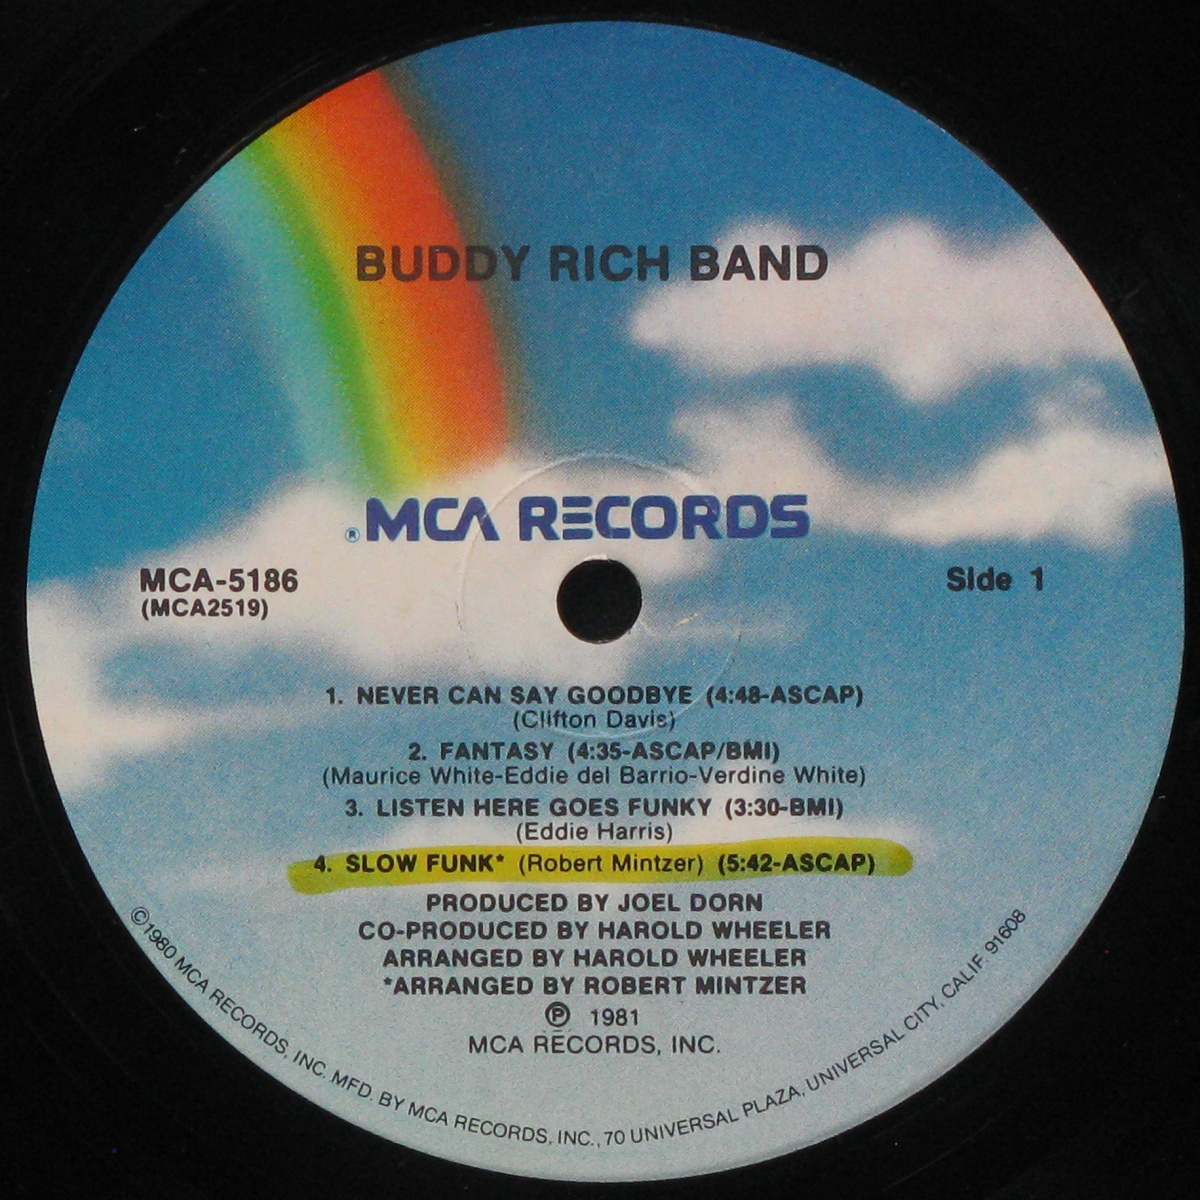 BUDDY RICH BAND
® MCA RECORDS
MCA-5186
(MCA2519)
Side 1
1. NEVER CAN SAY GOODBYE (4:48-ASCAP)
(Clifton Davis)
2. FANTASY (4:35-ASCAP/BMI)
(Maurice White-Eddie del Barrio-Verdine White)
3. LISTEN HERE GOES FUNKY (3:30-BMI)
(Eddie Harris)
4. SLOW FUNK* (Robert Mintzer) (5:42-ASCAP)
PRODUCED BY JOEL DORN
CO-PRODUCED BY HAROLD WHEELER
ARRANGED BY HAROLD WHEELER
*ARRANGED BY ROBERT MINTZER
℗ 1981
MCA RECORDS, INC.
©1980 MCA RECORDS, INC. MFD. BY MCA RECORDS, INC., 70 UNIVERSAL PLAZA, UNIVERSAL CITY, CALIF. 91608